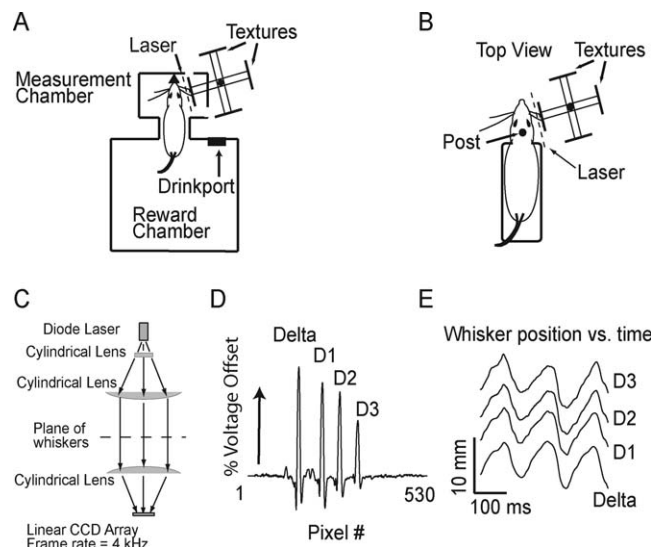 A
Laser
Textures
Measurement
Chamber
Drinkport
Reward
Chamber
B
Top View
Textures
Post
Laser
C
Diode Laser
Cylindrical Lens
Cylindrical Lens
Plane of
whiskers
Cylindrical Lens
Linear CCD Array
Frame rate = 4 kHz
D
Delta
D1
D2
D3
% Voltage Offset
1
530
Pixel #
E
Whisker position vs. time
D3
D2
D1
Delta
10 mm
100 ms